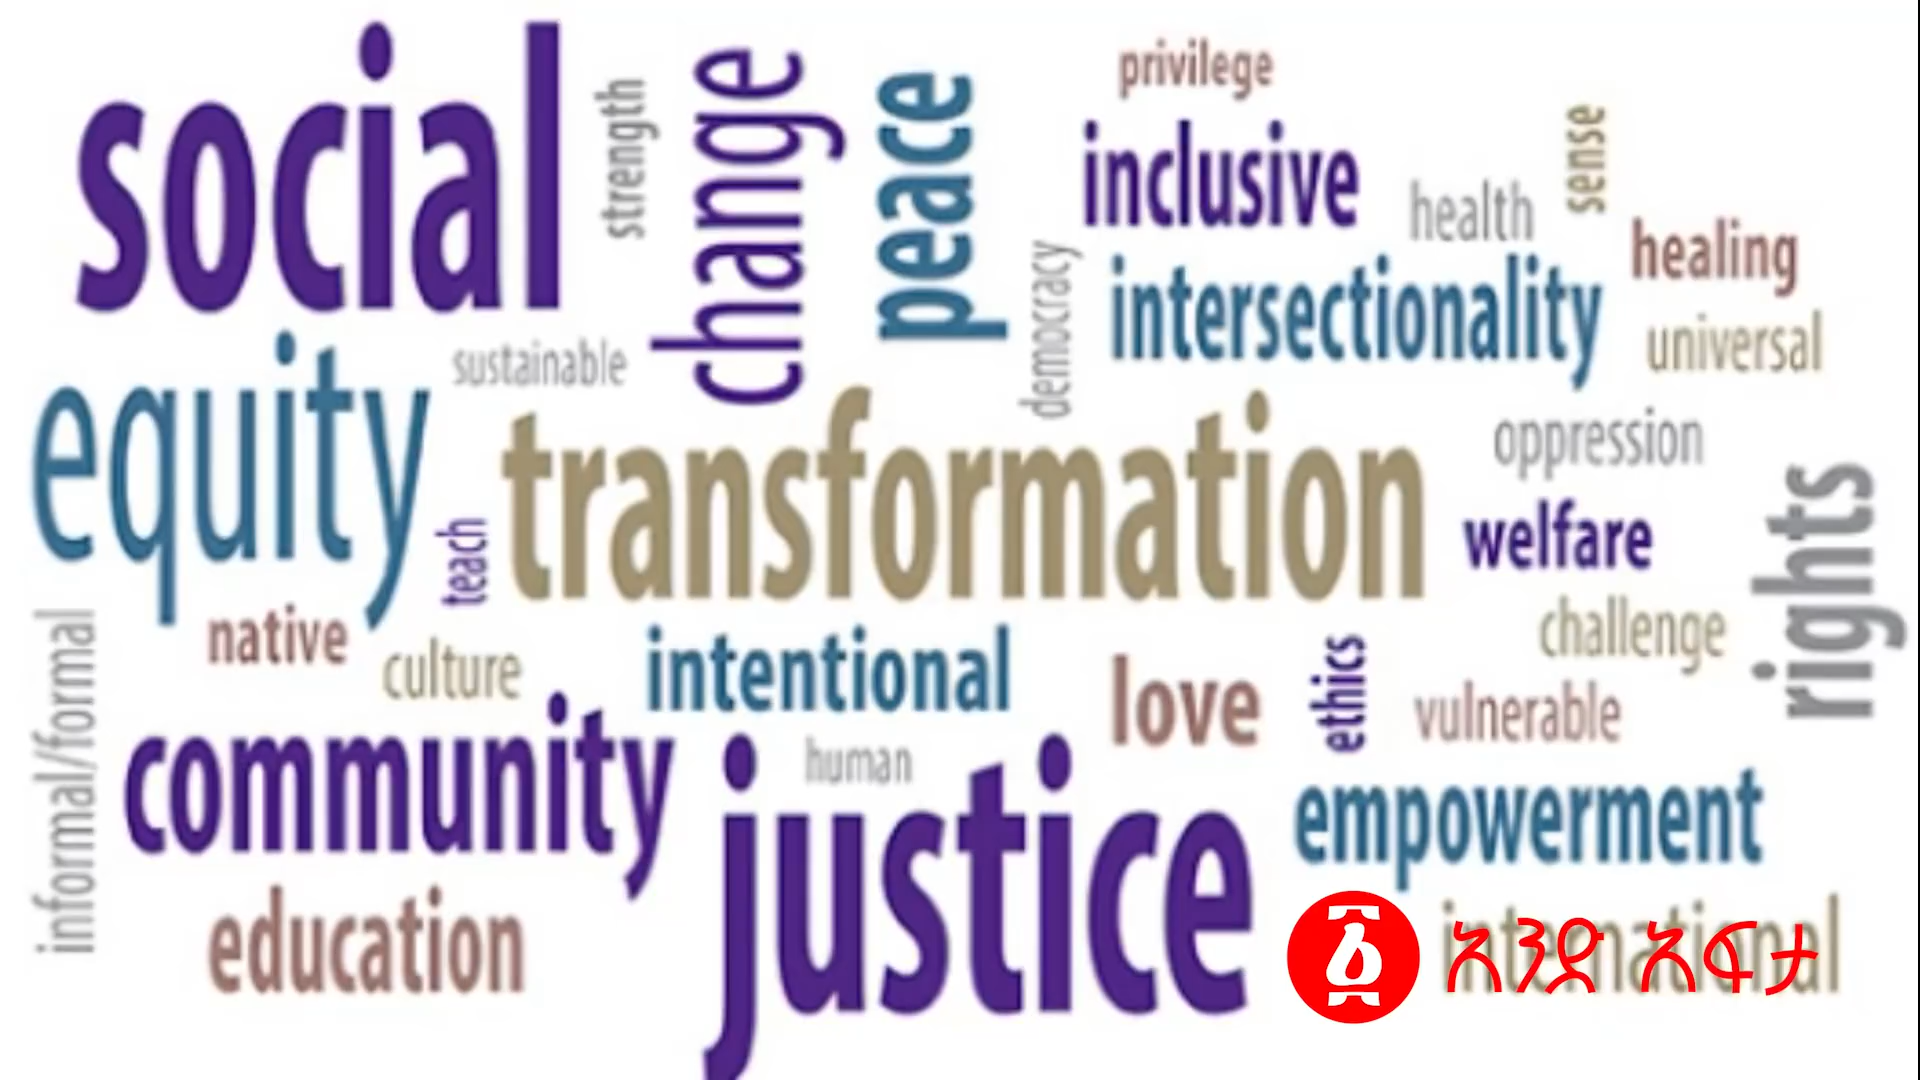 social
strength
change
peace
privilege
inclusive
health
sense
healing
democracy
intersectionality
universal
equity
sustainable
transformation
oppression
teach
welfare
rights
native
culture
intentional
love
ethics
challenge
vulnerable
informal/formal
community
human
justice
empowerment
education
international
፩
አንድ አፍታ